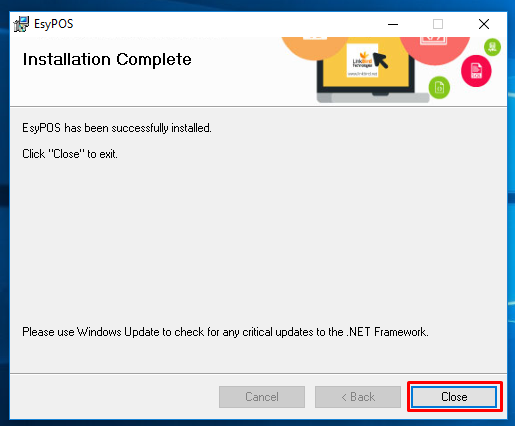 EsyPOS
Installation Complete
EsyPOS has been successfully installed.
Click "Close" to exit.
Please use Windows Update to check for any critical updates to the .NET Framework.
Cancel
< Back
Close